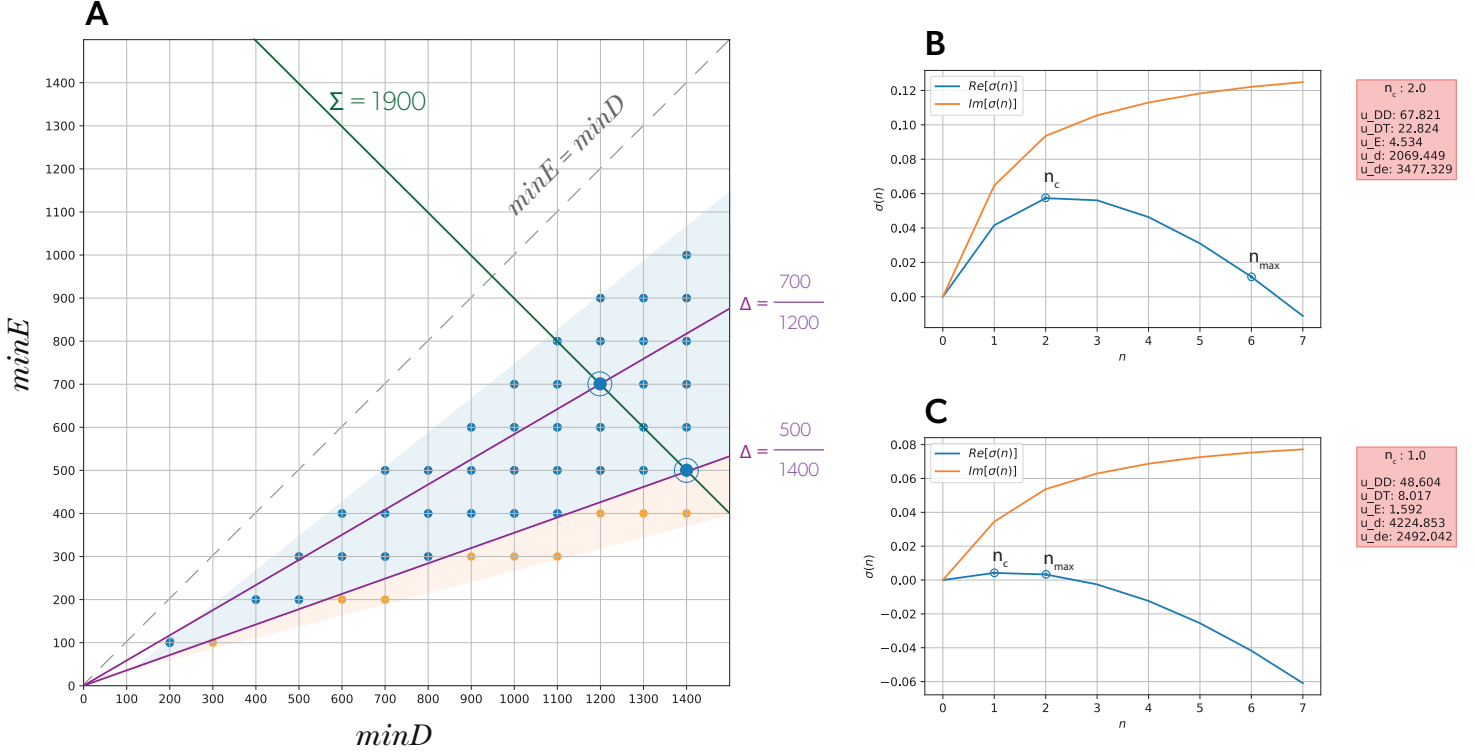 A
Σ = 1900
minE = minD
Δ = 700
1200
Δ = 500
1400
minE
1400
1300
1200
1100
1000
900
800
700
600
500
400
300
200
100
0
0 100 200 300 400 500 600 700 800 900 1000 1100 1200 1300 1400
minD
B
Re[σ(n)]
Im[σ(n)]
n_c
n_max
σ(n)
0.12
0.10
0.08
0.06
0.04
0.02
0.00
0 1 2 3 4 5 6 7
n
n_c : 2.0
u_DD: 67.821
u_DT: 22.824
u_E: 4.534
u_d: 2069.449
u_de: 3477.329
C
Re[σ(n)]
Im[σ(n)]
n_c
n_max
σ(n)
0.08
0.06
0.04
0.02
0.00
−0.02
−0.04
−0.06
0 1 2 3 4 5 6 7
n
n_c : 1.0
u_DD: 48.604
u_DT: 8.017
u_E: 1.592
u_d: 4224.853
u_de: 2492.042